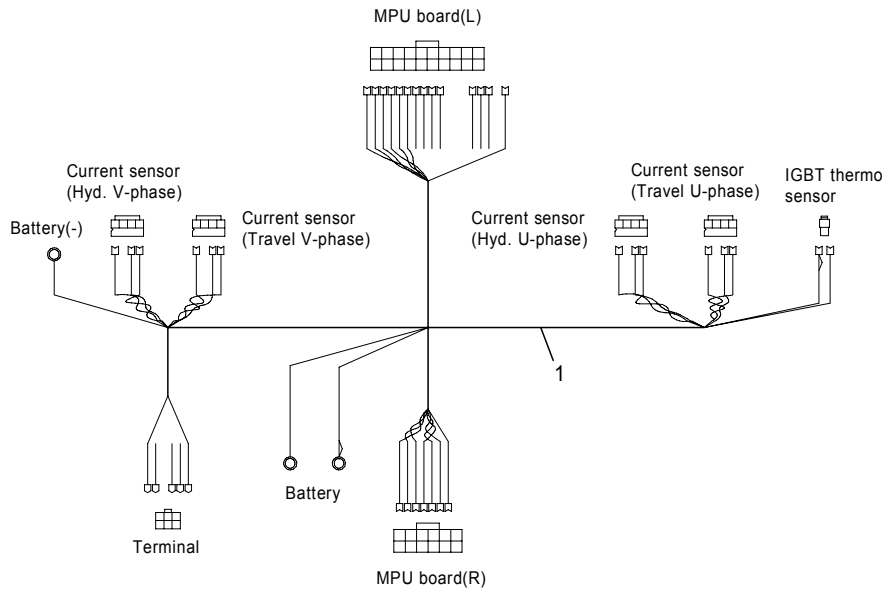 MPU board(L)
Current sensor
(Hyd. V-phase)
Battery(-)
Current sensor
(Travel V-phase)
Current sensor
(Hyd. U-phase)
Current sensor
(Travel U-phase)
IGBT thermo
sensor
1
Battery
Terminal
MPU board(R)